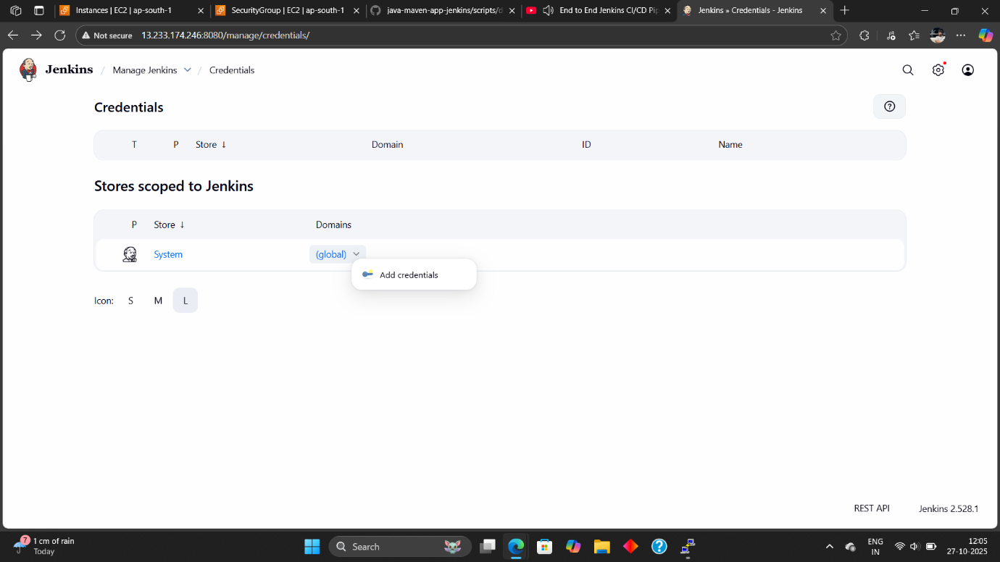 Instances | EC2 | ap-south-1
SecurityGroup | EC2 | ap-south-1
java-maven-app-jenkins/scripts/d
End to End Jenkins CI/CD Pip
Jenkins » Credentials - Jenkins
Not secure 13.233.174.246:8080/manage/credentials/
Jenkins / Manage Jenkins / Credentials
Credentials
T P Store ↓ Domain ID Name
Stores scoped to Jenkins
P Store ↓ Domains
System (global)
Add credentials
Icon: S M L
REST API Jenkins 2.528.1
7
1 cm of rain
Today
Search
ENG
IN
12:05
27-10-2025